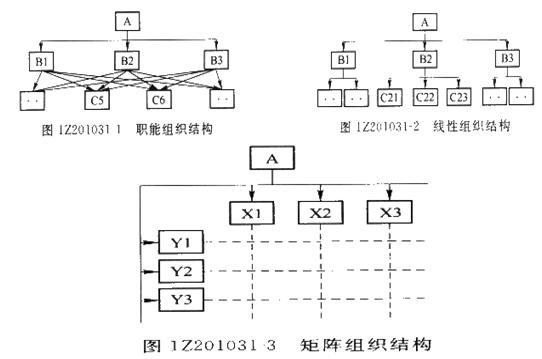 A
B1 B2 B3
·· C5 C6 ··
图 1Z201031-1 职能组织结构
A
B1 B2 B3
·· ·· C21 C22 C23 ·· ··
图 1Z201031-2 线性组织结构
A
X1 X2 X3
Y1
Y2
Y3
图 1Z201031-3 矩阵组织结构